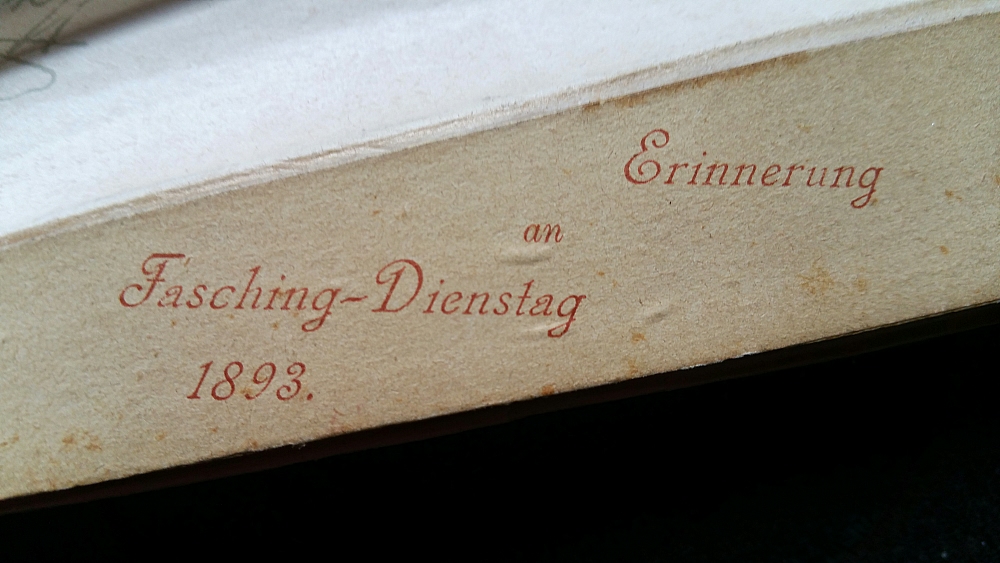 Erinnerung
an
Fasching-Dienstag
1893.